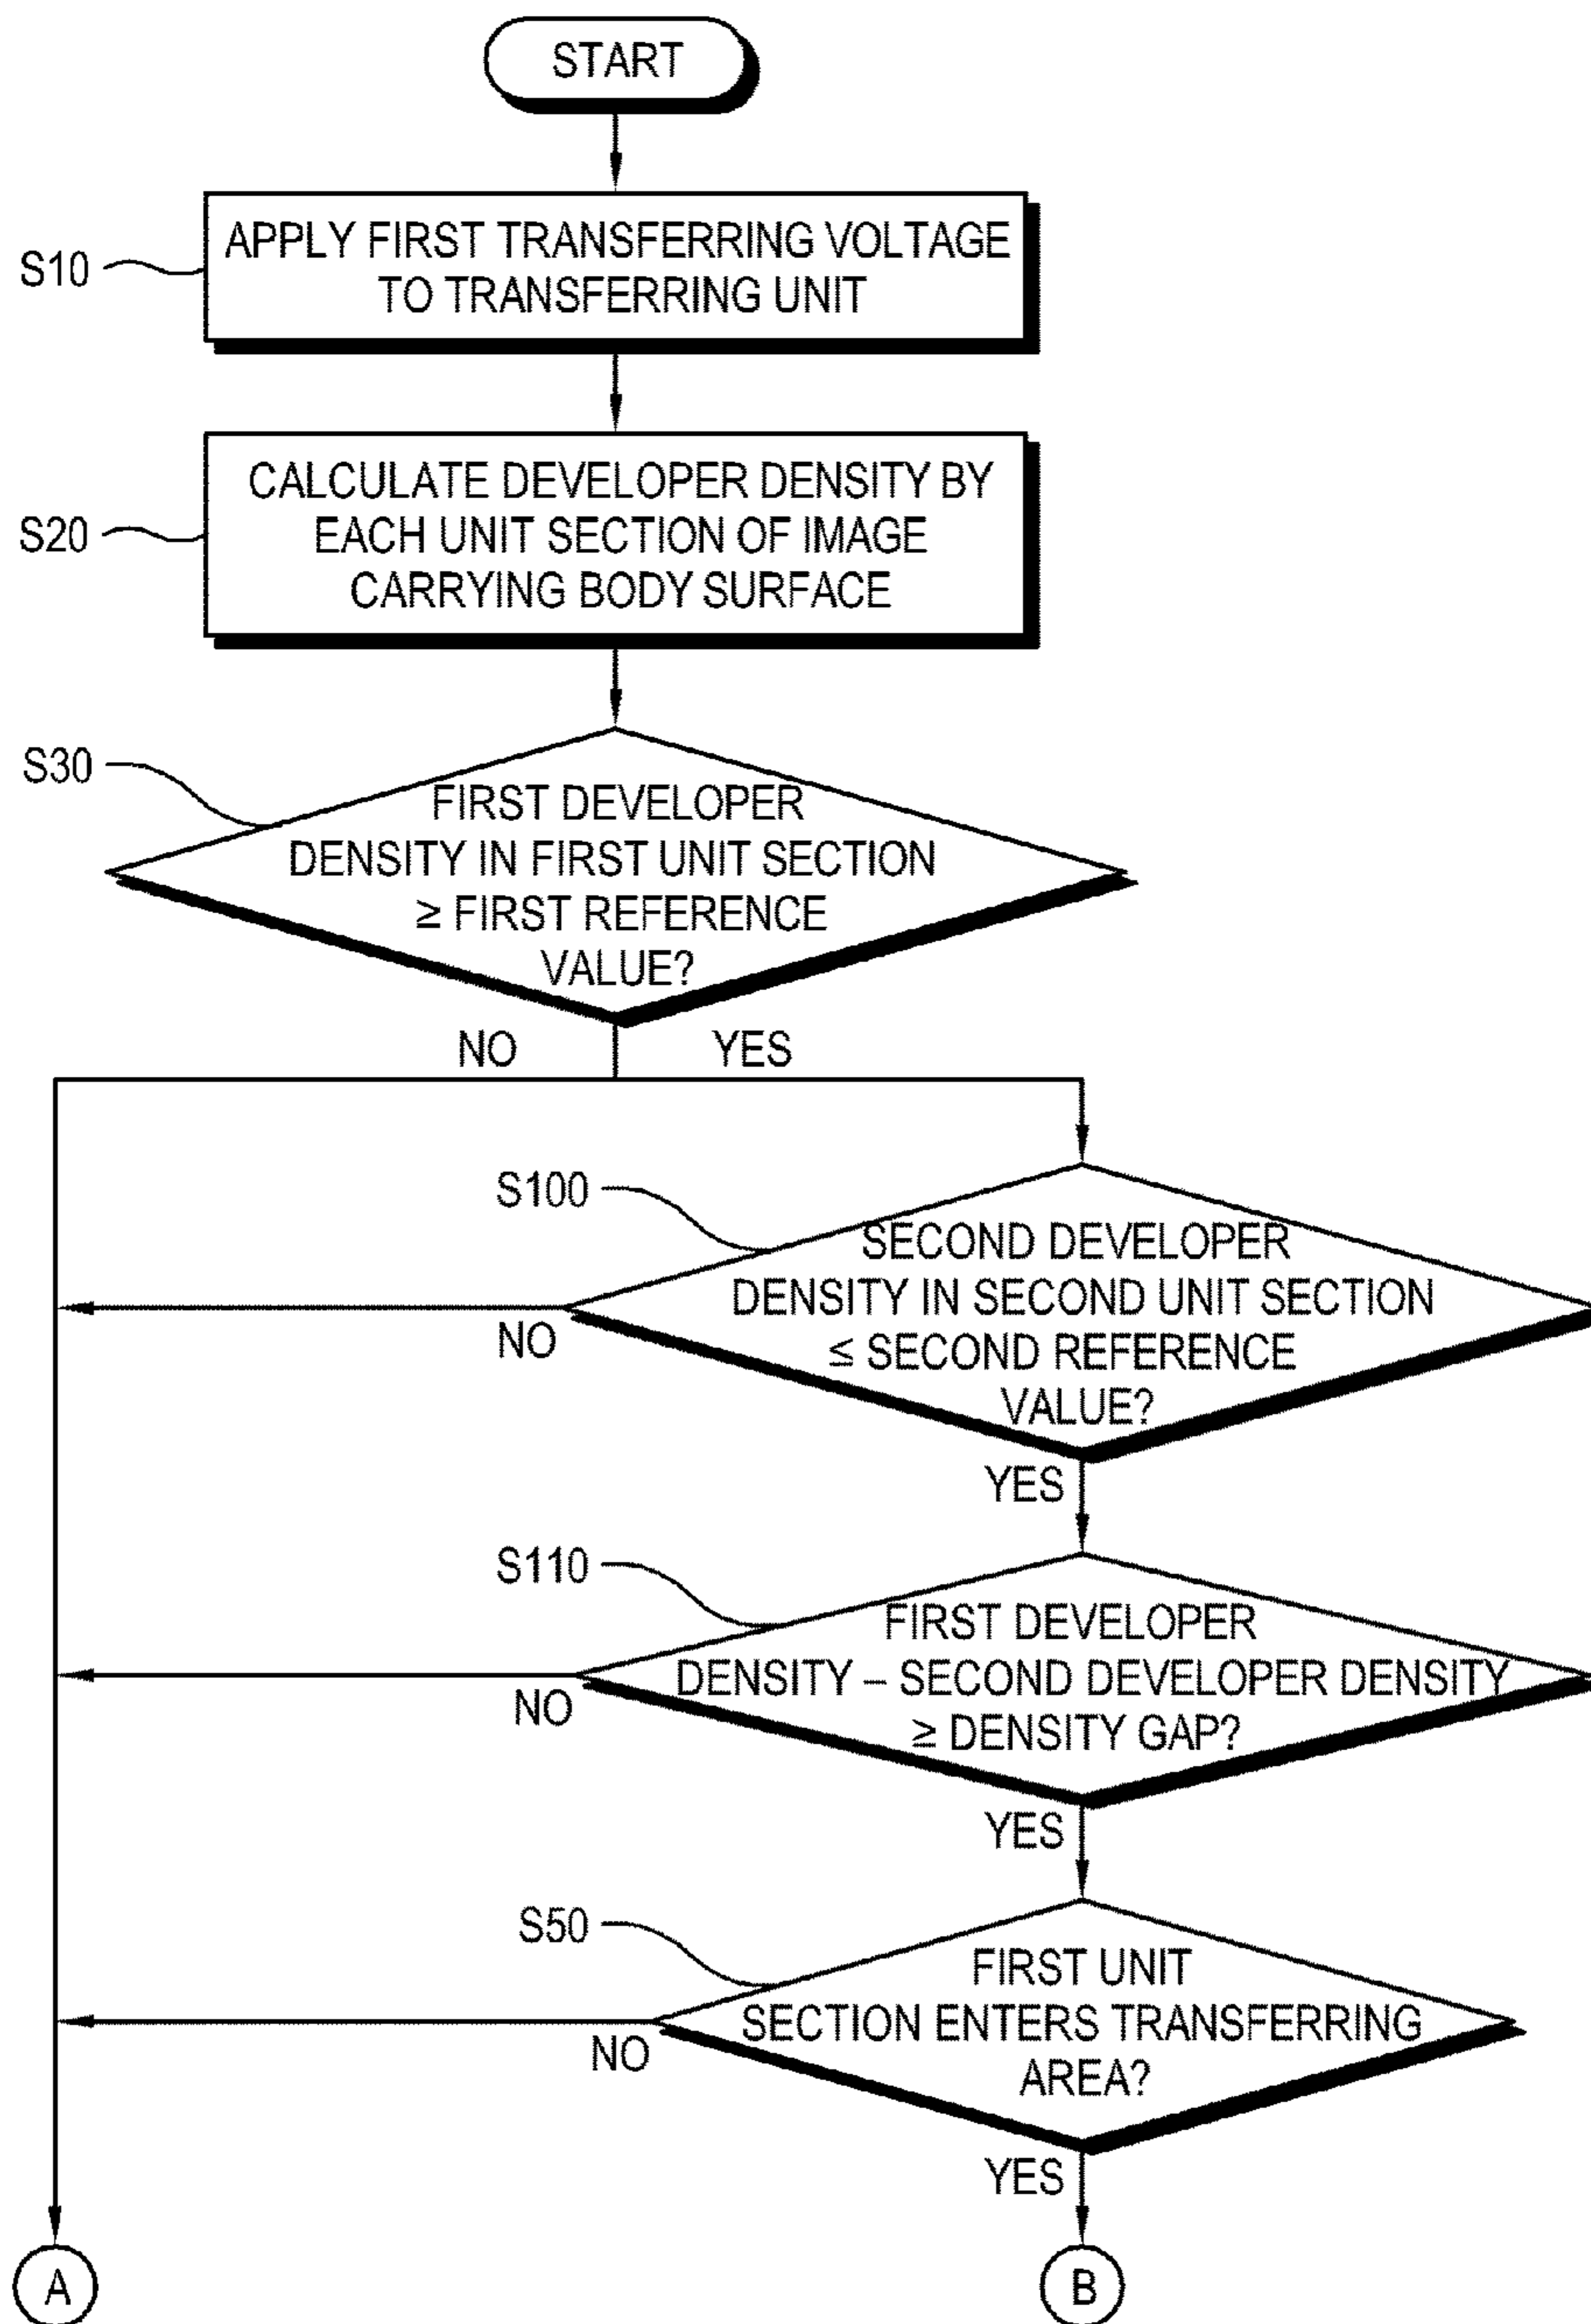 START
S10
APPLY FIRST TRANSFERRING VOLTAGE
TO TRANSFERRING UNIT
S20
CALCULATE DEVELOPER DENSITY BY
EACH UNIT SECTION OF IMAGE
CARRYING BODY SURFACE
S30
FIRST DEVELOPER
DENSITY IN FIRST UNIT SECTION
≥ FIRST REFERENCE
VALUE?
NO
YES
S100
SECOND DEVELOPER
DENSITY IN SECOND UNIT SECTION
≤ SECOND REFERENCE
VALUE?
NO
YES
S110
FIRST DEVELOPER
DENSITY – SECOND DEVELOPER DENSITY
≥ DENSITY GAP?
NO
YES
S50
FIRST UNIT
SECTION ENTERS TRANSFERRING
AREA?
NO
YES
A
B